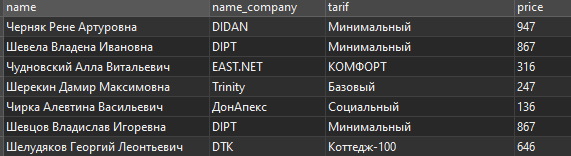 name name_company tarif price
Черняк Рене Артуровна DIDAN Минимальный 947
Шевела Владена Ивановна DIPT Минимальный 867
Чудновский Алла Витальевич EAST.NET КОМФОРТ 316
Шерекин Дамир Максимовна Trinity Базовый 247
Чирка Алевтина Васильевич ДонАпекс Социальный 136
Шевцов Владислав Игоревна DIPT Минимальный 867
Шелудяков Георгий Леонтьевич DTK Коттедж-100 646